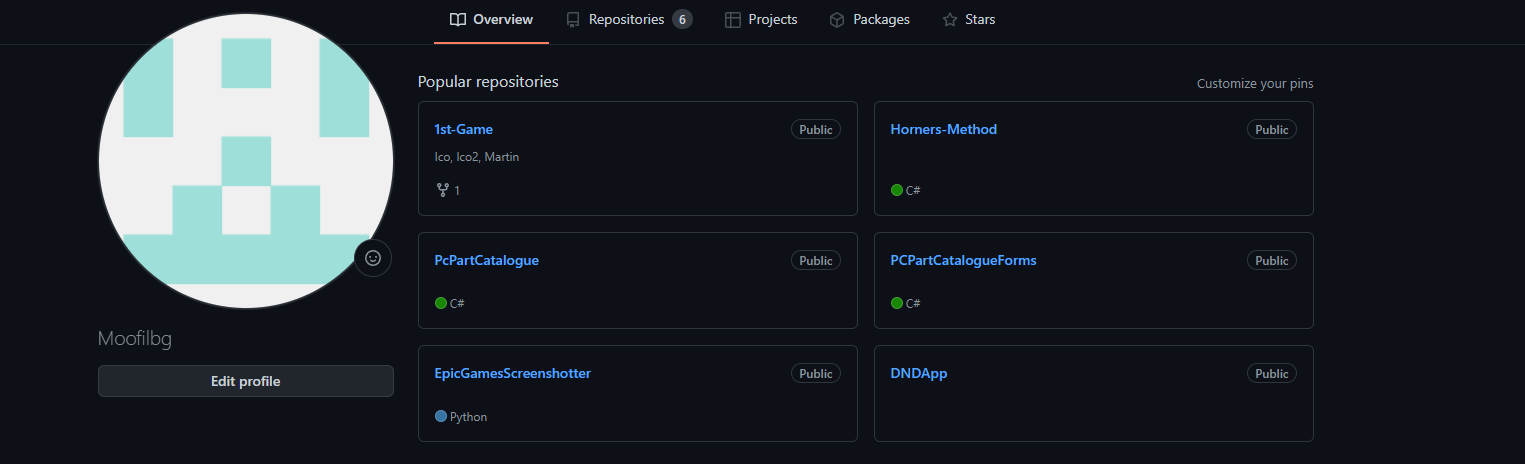 Overview Repositories 6 Projects Packages Stars
Popular repositories Customize your pins
1st-Game Public
Ico, Ico2, Martin
1
Horners-Method Public
C#
PcPartCatalogue Public
C#
PCPartCatalogueForms Public
C#
EpicGamesScreenshotter Public
Python
DNDApp Public
Moofilbg
Edit profile